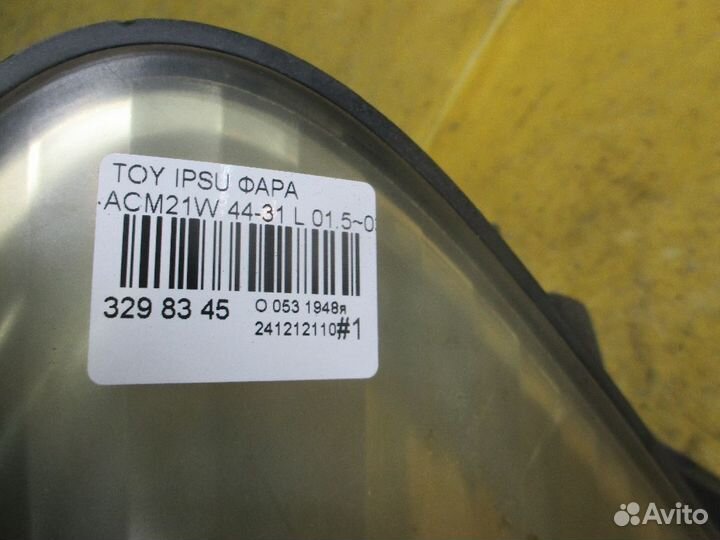 TOY IPSU ФАРА
ACM21W 44-31 L 01.5~0
329 83 45
O 053 1948я
241212110 #1
Avito